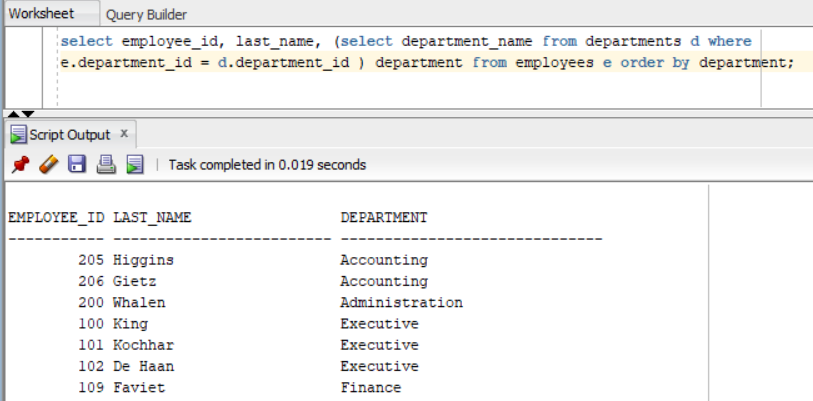 Worksheet Query Builder
select employee_id, last_name, (select department_name from departments d where
e.department_id = d.department_id ) department from employees e order by department;
Script Output x
Task completed in 0.019 seconds
EMPLOYEE_ID LAST_NAME DEPARTMENT
----------- ------------------------- ------------------------------
205 Higgins Accounting
206 Gietz Accounting
200 Whalen Administration
100 King Executive
101 Kochhar Executive
102 De Haan Executive
109 Faviet Finance